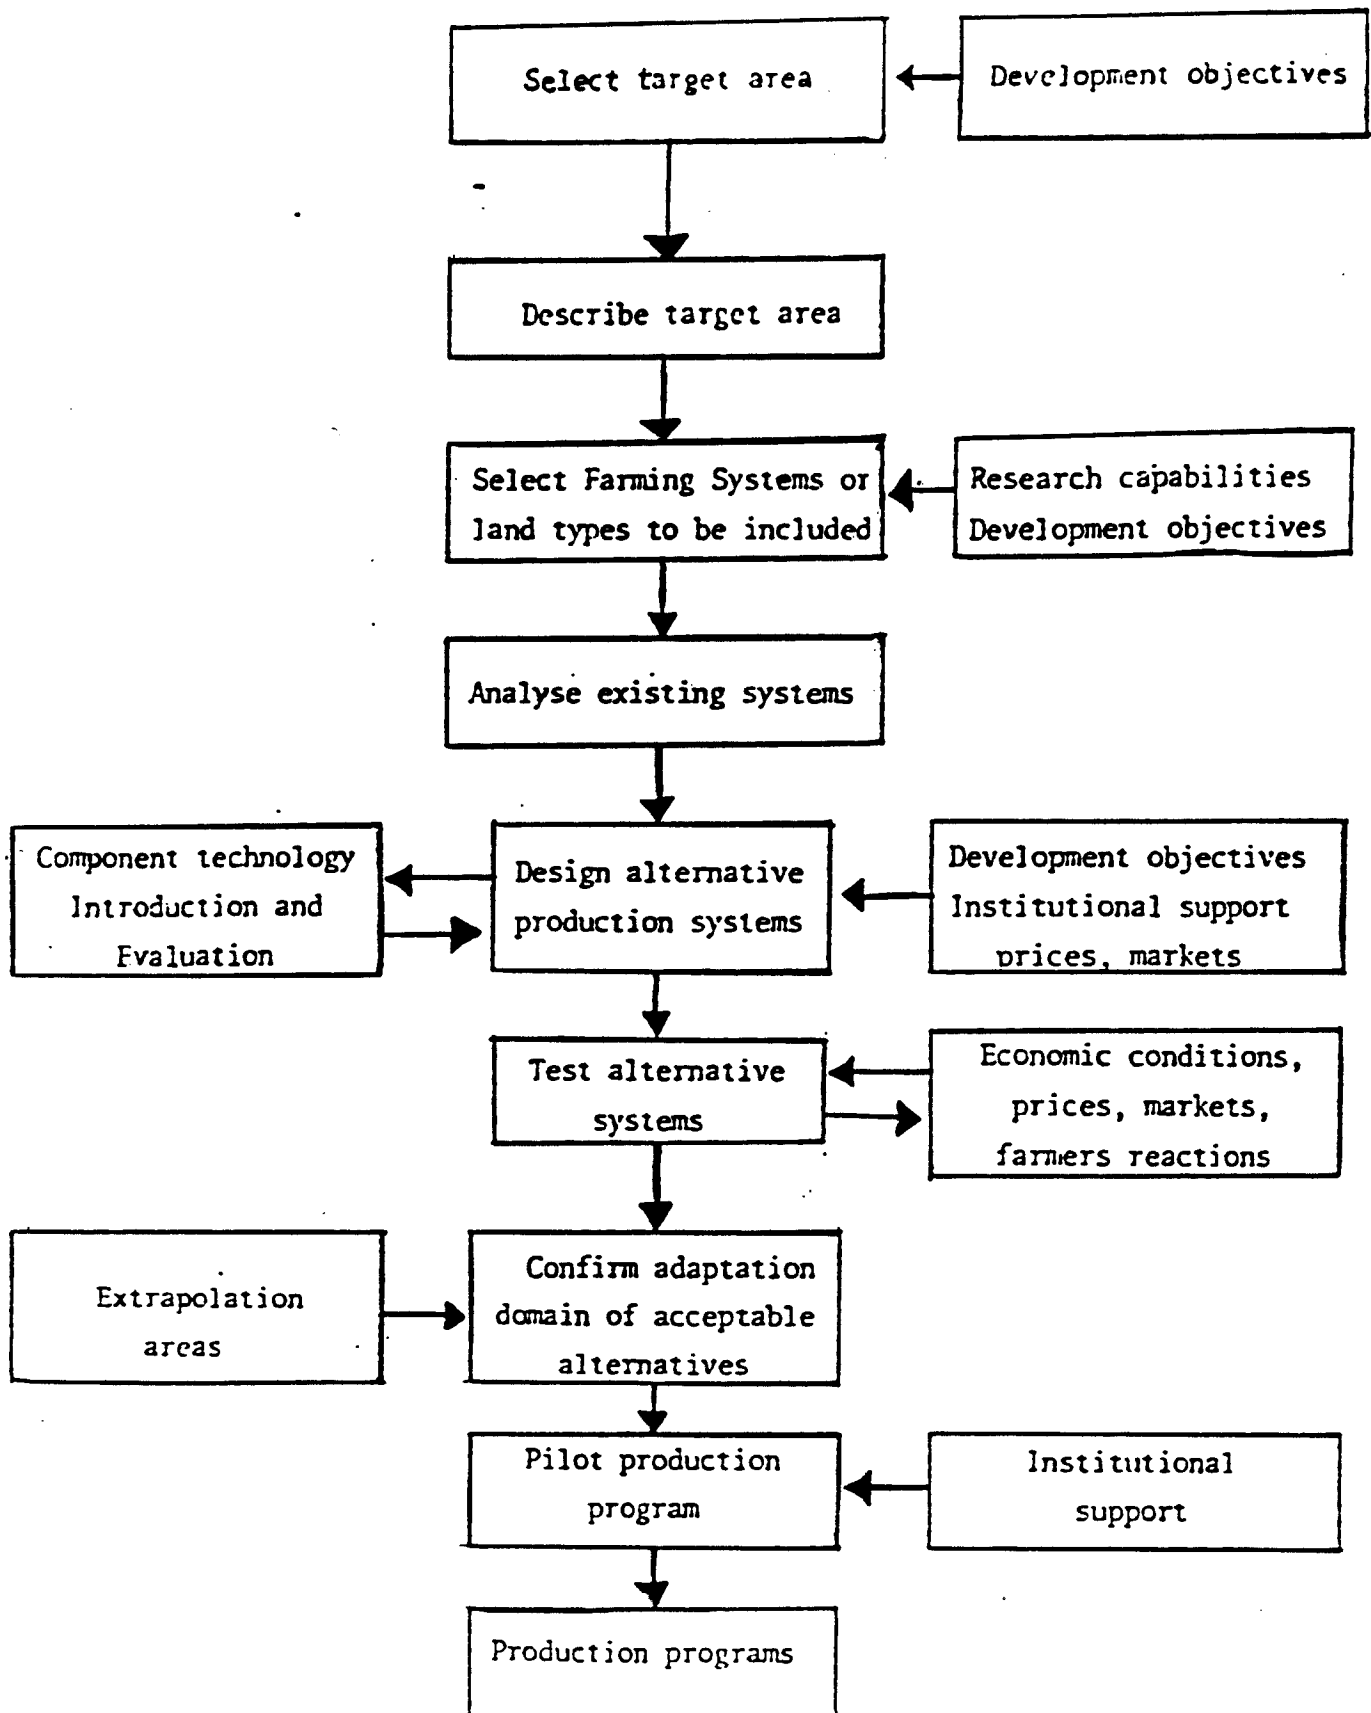 Select target area
Development objectives
Describe target area
Select Farming Systems or
land types to be included
Research capabilities
Development objectives
Analyse existing systems
Component technology
Introduction and
Evaluation
Design alternative
production systems
Development objectives
Institutional support
prices, markets
Test alternative
systems
Economic conditions,
prices, markets,
farmers reactions
Extrapolation
areas
Confirm adaptation
domain of acceptable
alternatives
Pilot production
program
Institutional
support
Production programs